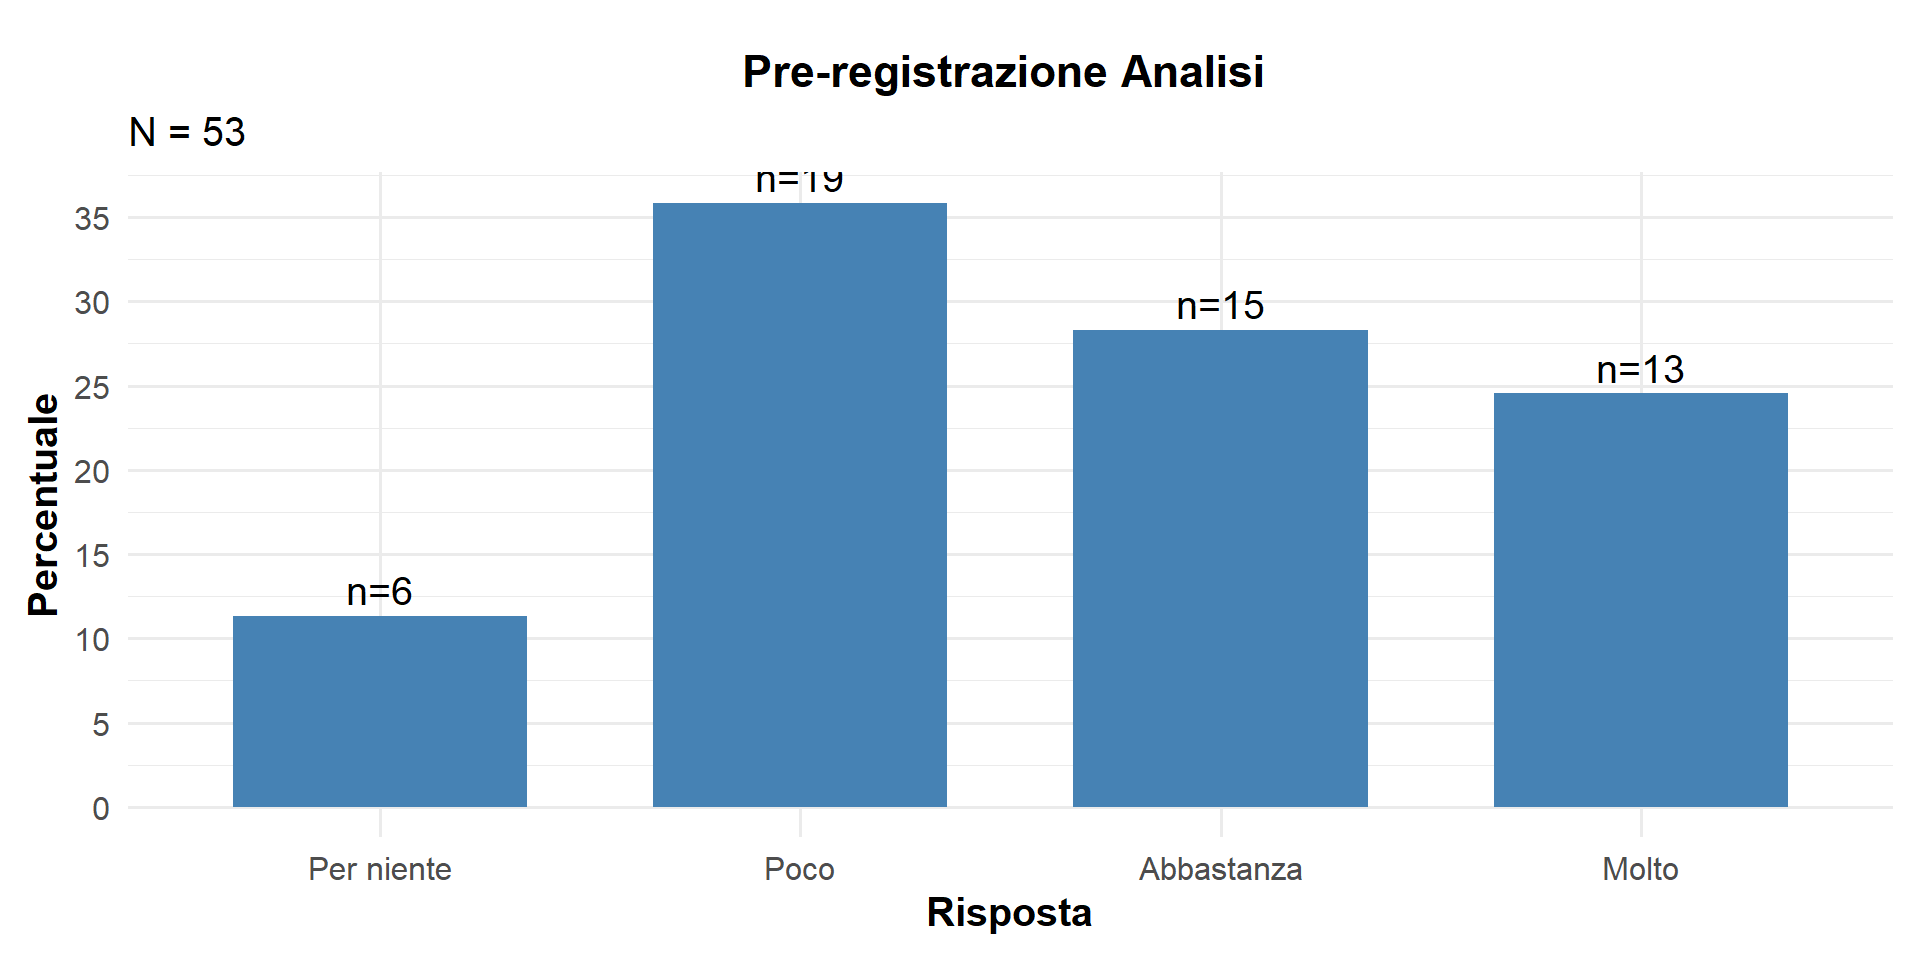 Pre-registrazione Analisi
N = 53
n=19
n=15
n=13
n=6
35
30
25
20
15
10
5
0
Percentuale
Per niente
Poco
Abbastanza
Molto
Risposta